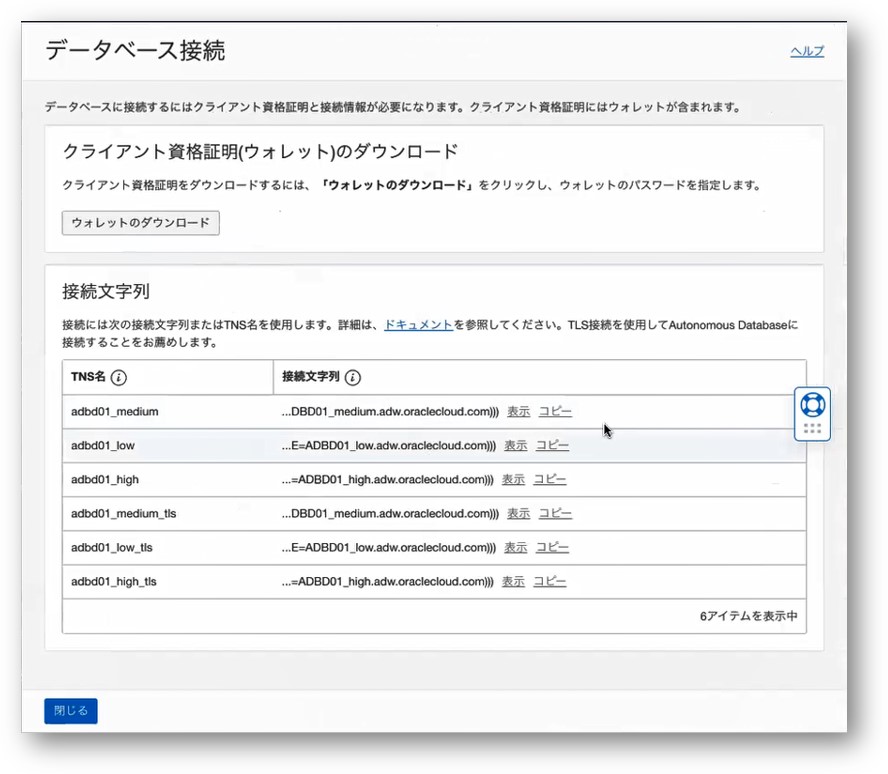 データベース接続
ヘルプ
データベースに接続するにはクライアント資格証明と接続情報が必要になります。クライアント資格証明にはウォレットが含まれます。
クライアント資格証明(ウォレット)のダウンロード
クライアント資格証明をダウンロードするには、「ウォレットのダウンロード」をクリックし、ウォレットのパスワードを指定します。
ウォレットのダウンロード
接続文字列
接続には次の接続文字列またはTNS名を使用します。詳細は、ドキュメントを参照してください。TLS接続を使用してAutonomous Databaseに
接続することをお薦めします。
TNS名 接続文字列
adbd01_medium ...DBD01_medium.adw.oraclecloud.com))) 表示 コピー
adbd01_low ...E=ADBD01_low.adw.oraclecloud.com))) 表示 コピー
adbd01_high ...=ADBD01_high.adw.oraclecloud.com))) 表示 コピー
adbd01_medium_tls ...DBD01_medium.adw.oraclecloud.com))) 表示 コピー
adbd01_low_tls ...E=ADBD01_low.adw.oraclecloud.com))) 表示 コピー
adbd01_high_tls ...=ADBD01_high.adw.oraclecloud.com))) 表示 コピー
6アイテムを表示中
閉じる